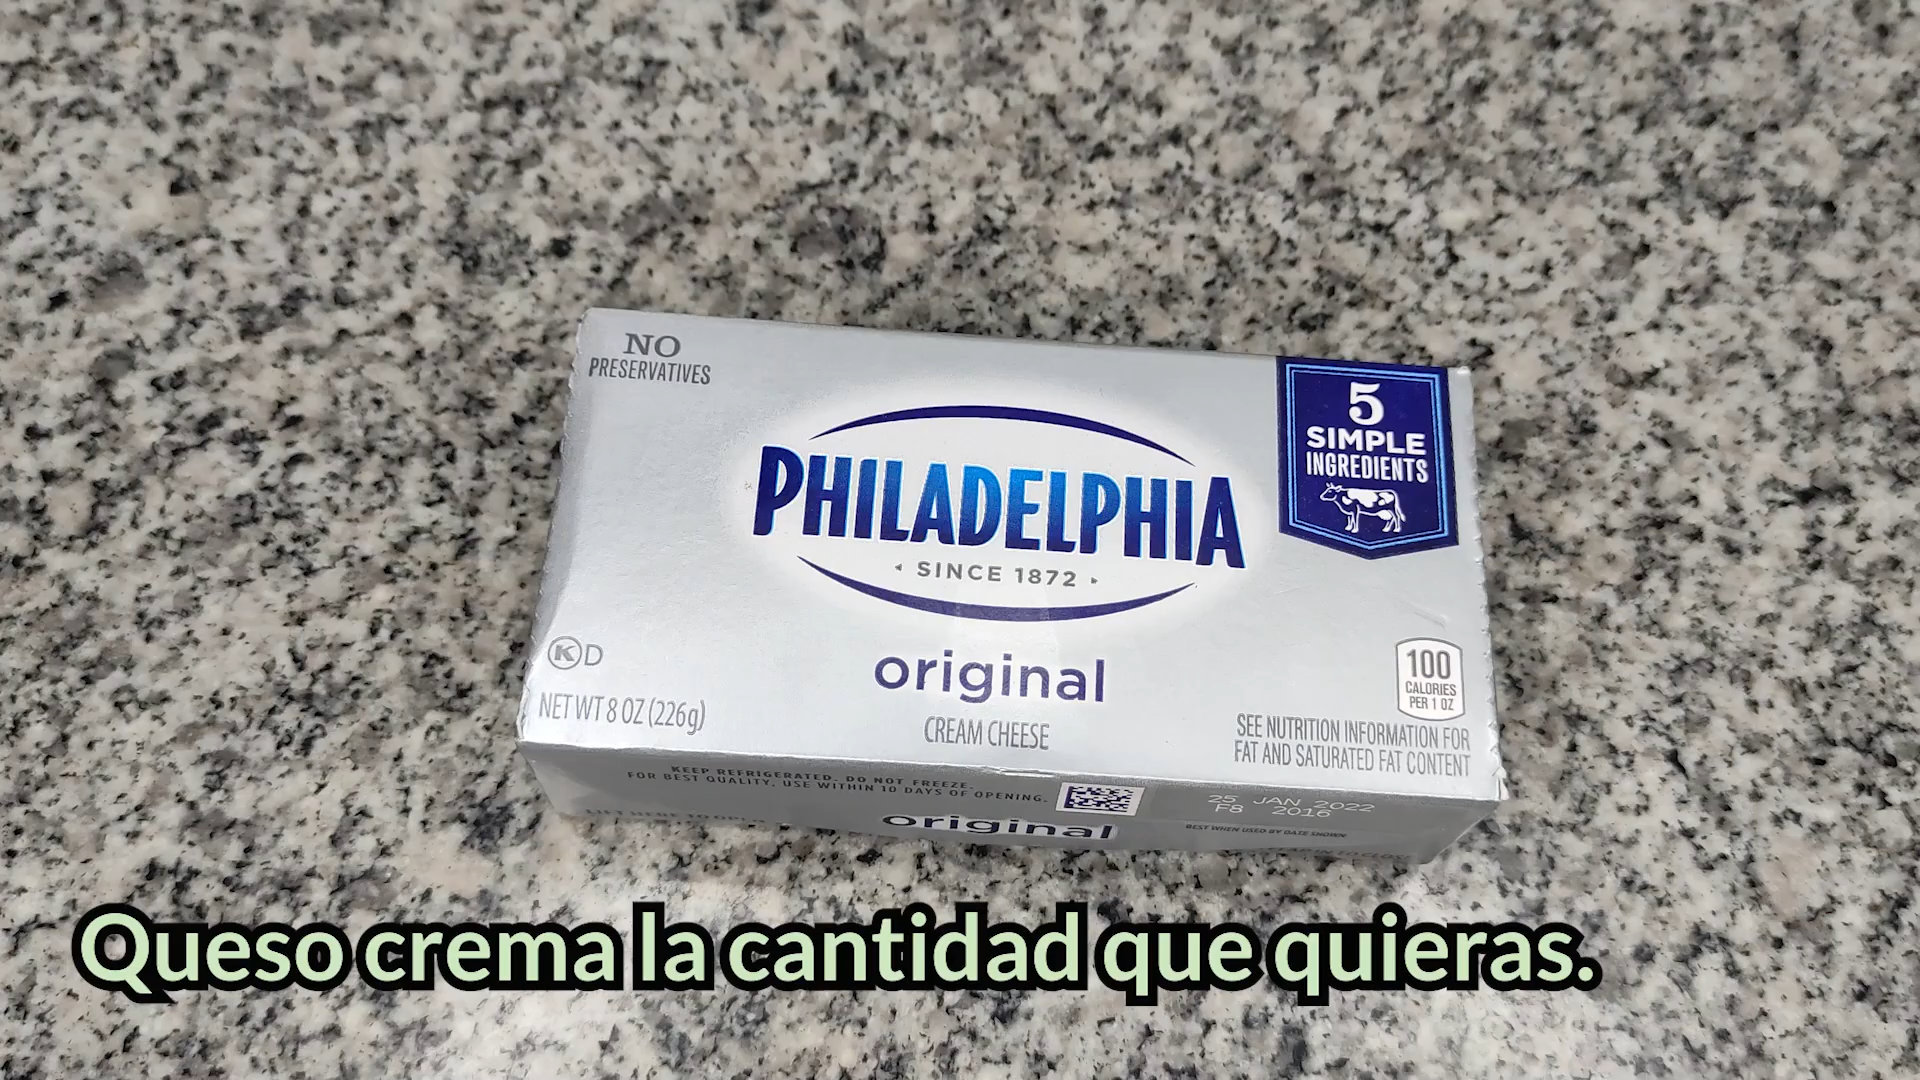 NO
PRESERVATIVES
5
SIMPLE
INGREDIENTS
PHILADELPHIA
SINCE 1872
original
CREAM CHEESE
K D
NET WT 8 OZ (226g)
100
CALORIES
PER 1 OZ
SEE NUTRITION INFORMATION FOR
FAT AND SATURATED FAT CONTENT
KEEP REFRIGERATED. DO NOT FREEZE.
FOR BEST QUALITY, USE WITHIN 10 DAYS OF OPENING.
25 JAN 2022
F8 2016
original
BEST WHEN USED BY DATE SHOWN
Queso crema la cantidad que quieras.